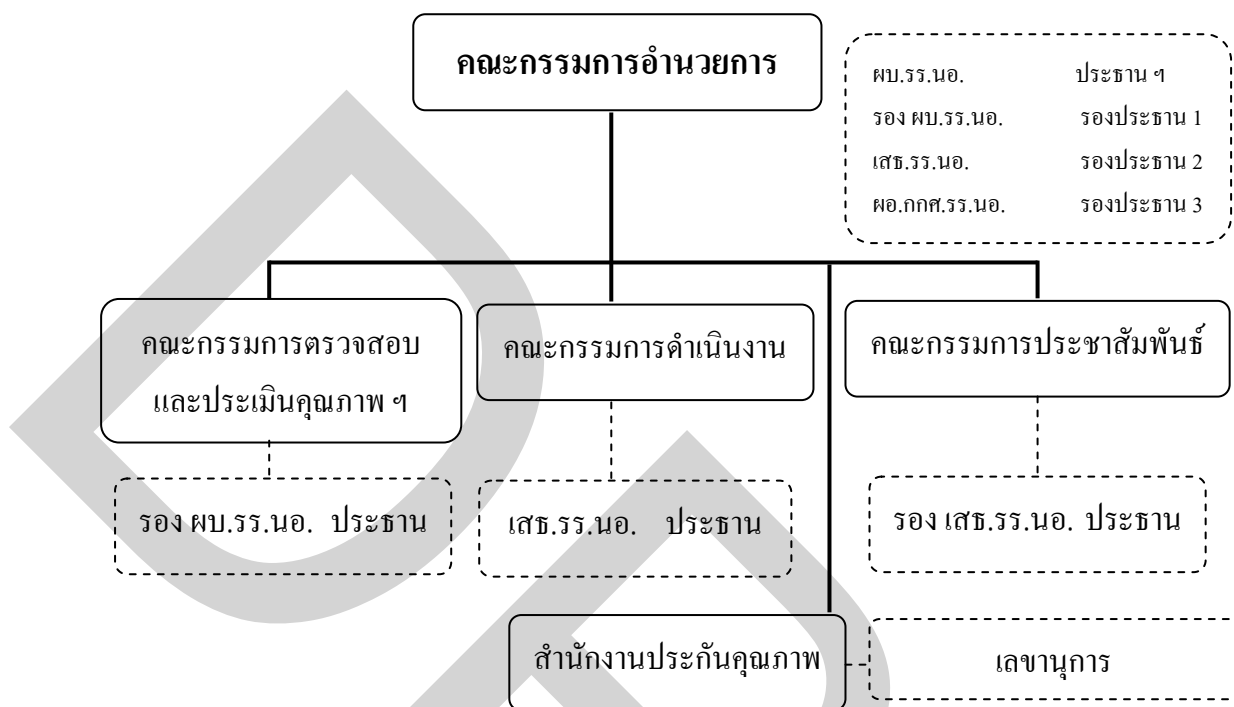 คณะกรรมการอำนวยการ
ผบ.รร.นอ. ประธาน ฯ
รอง ผบ.รร.นอ. รองประธาน 1
เสธ.รร.นอ. รองประธาน 2
ผอ.กกศ.รร.นอ. รองประธาน 3
คณะกรรมการตรวจสอบ
และประเมินคุณภาพ ฯ
คณะกรรมการดำเนินงาน
คณะกรรมการประชาสัมพันธ์
รอง ผบ.รร.นอ. ประธาน
เสธ.รร.นอ. ประธาน
รอง เสธ.รร.นอ. ประธาน
สำนักงานประกันคุณภาพ
เลขานุการ